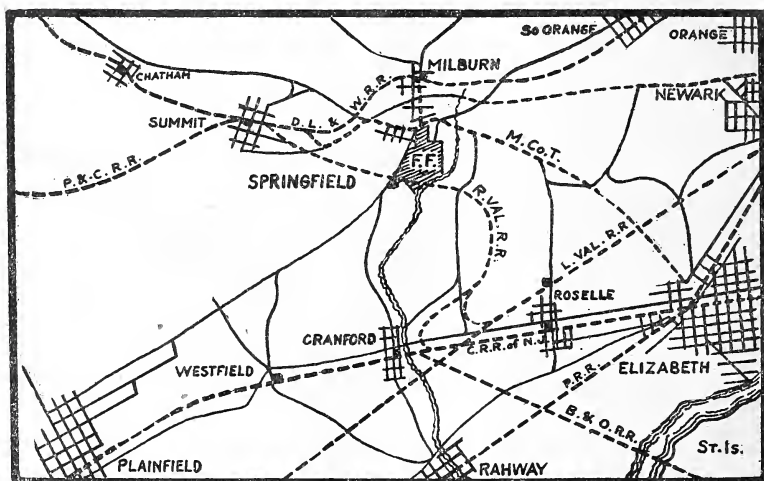 SO ORANGE
ORANGE
MILBURN
CHATHAM
NEWARK
SUMMIT
D. L. & W. R. R.
M. Co. T.
F. F.
P. & C. R. R.
SPRINGFIELD
R. VAL. R. R.
L. VAL. R. R.
ROSELLE
CRANFORD
C. R. R. of N. J.
WESTFIELD
P. R. R.
ELIZABETH
B. & O. R. R.
ST. IS.
PLAINFIELD
RAHWAY